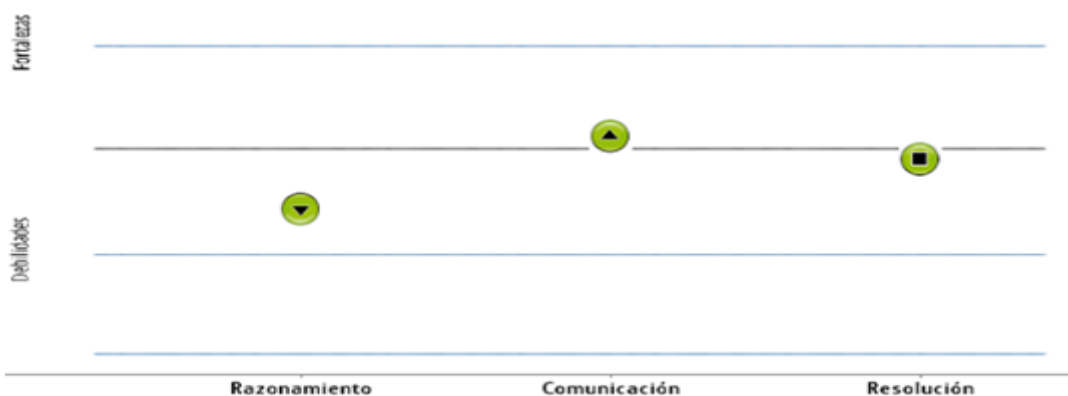 Fortalezas
Debilidades
Razonamiento
Comunicación
Resolución